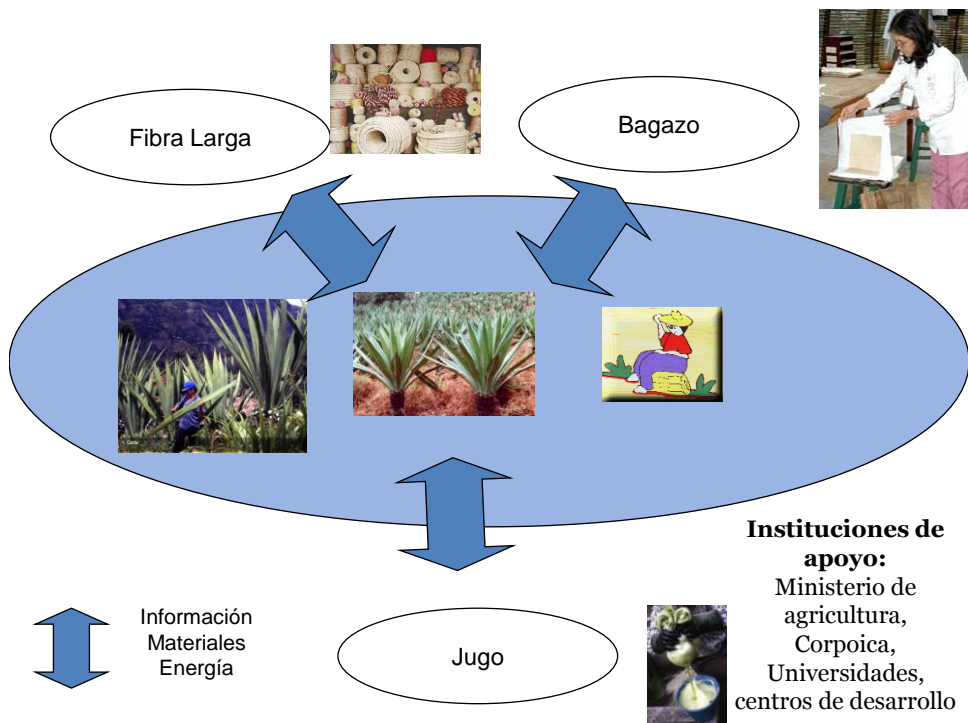 Fibra Larga
Bagazo
Información
Materiales
Energía
Jugo
Instituciones de
apoyo:
Ministerio de
agricultura,
Corpoica,
Universidades,
centros de desarrollo